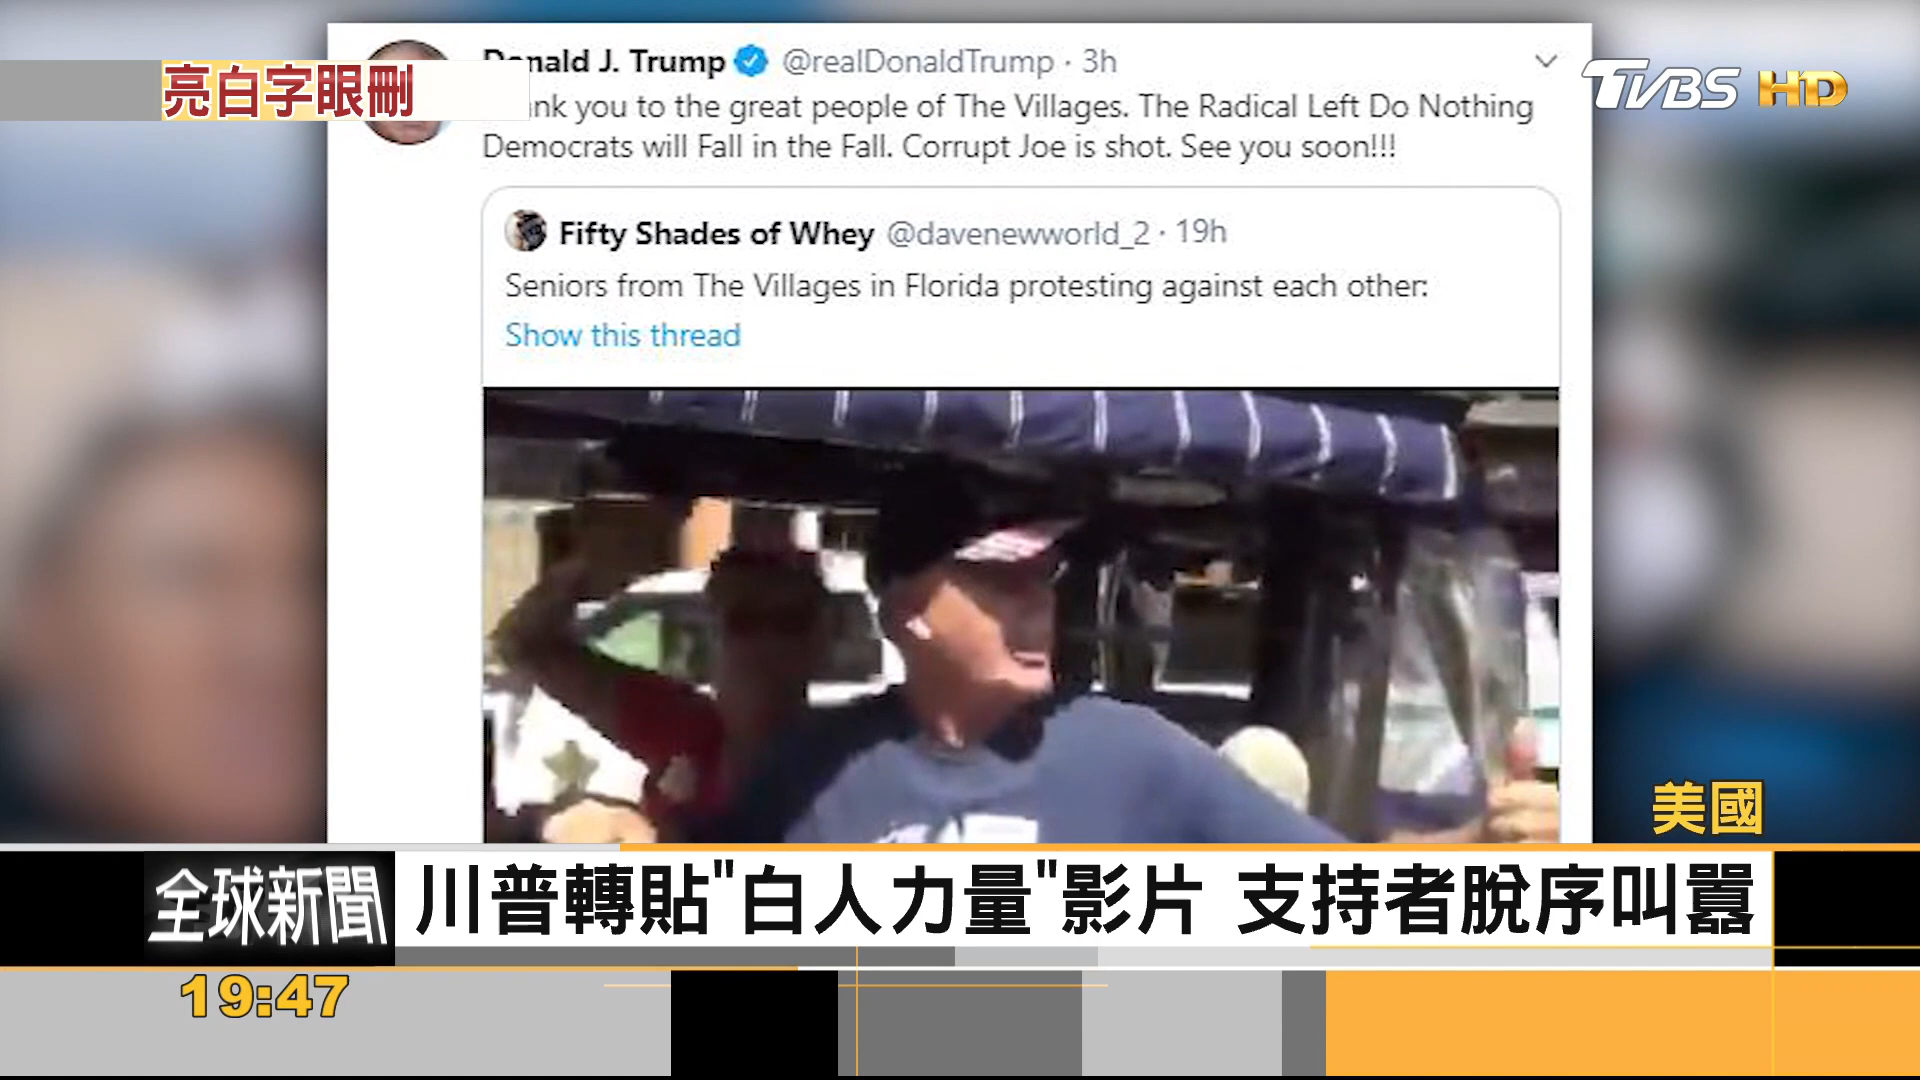 Donald J. Trump @realDonaldTrump · 3h
亮白字眼刪
ank you to the great people of The Villages. The Radical Left Do Nothing
Democrats will Fall in the Fall. Corrupt Joe is shot. See you soon!!!
TVBS HD
Fifty Shades of Whey @davenewworld_2 · 19h
Seniors from The Villages in Florida protesting against each other:
Show this thread
美國
全球新聞
川普轉貼"白人力量"影片 支持者脫序叫囂
19:47